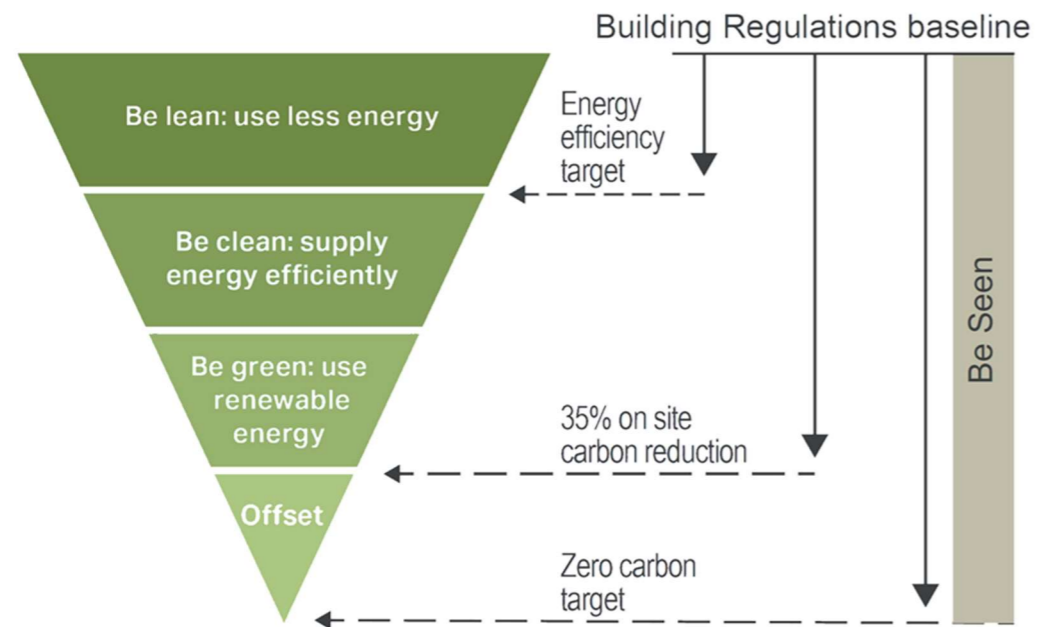 Building Regulations baseline
Be lean: use less energy
Energy
efficiency
target
Be clean: supply
energy efficiently
Be green: use
renewable
energy
35% on site
carbon reduction
Offset
Zero carbon
target
Be Seen